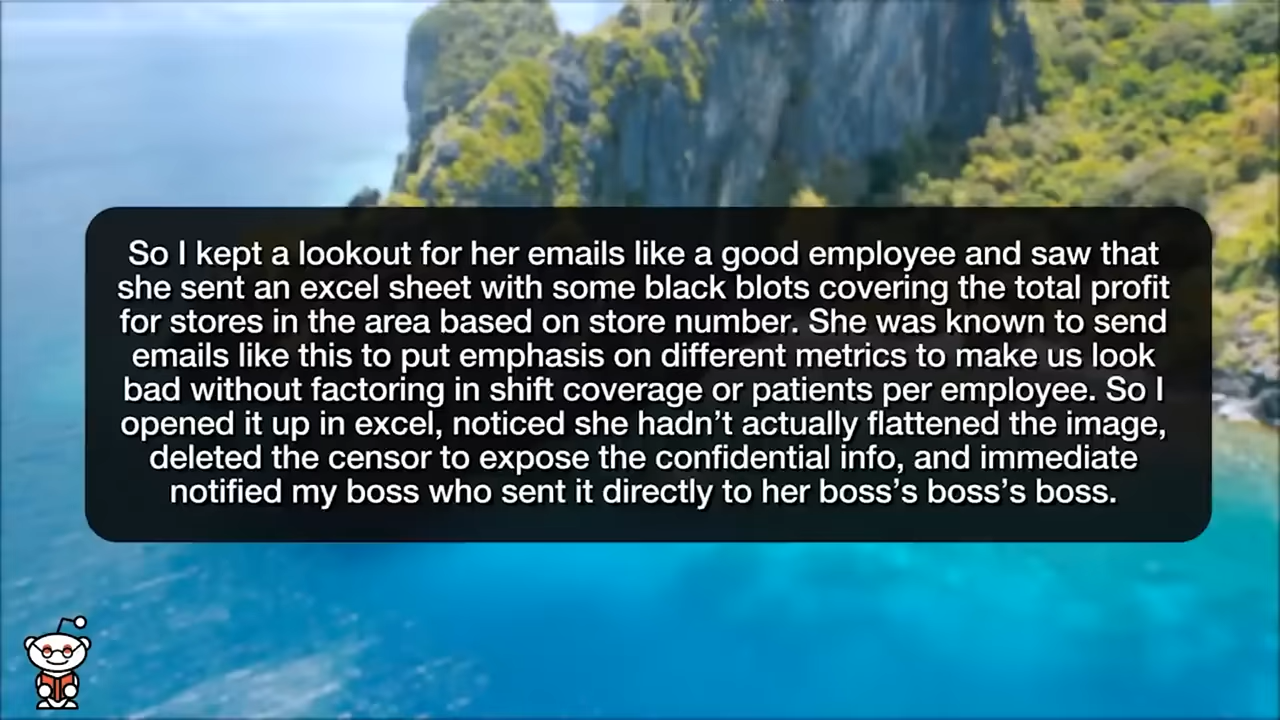 So I kept a lookout for her emails like a good employee and saw that
she sent an excel sheet with some black blots covering the total profit
for stores in the area based on store number. She was known to send
emails like this to put emphasis on different metrics to make us look
bad without factoring in shift coverage or patients per employee. So I
opened it up in excel, noticed she hadn’t actually flattened the image,
deleted the censor to expose the confidential info, and immediate
notified my boss who sent it directly to her boss’s boss’s boss.